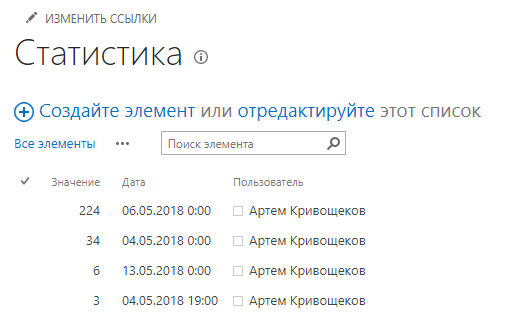 ИЗМЕНИТЬ ССЫЛКИ
Статистика
Создайте элемент или отредактируйте этот список
Все элементы ••• Поиск элемента
Значение Дата Пользователь
224 06.05.2018 0:00 Артем Кривощеков
34 04.05.2018 0:00 Артем Кривощеков
6 13.05.2018 0:00 Артем Кривощеков
3 04.05.2018 19:00 Артем Кривощеков